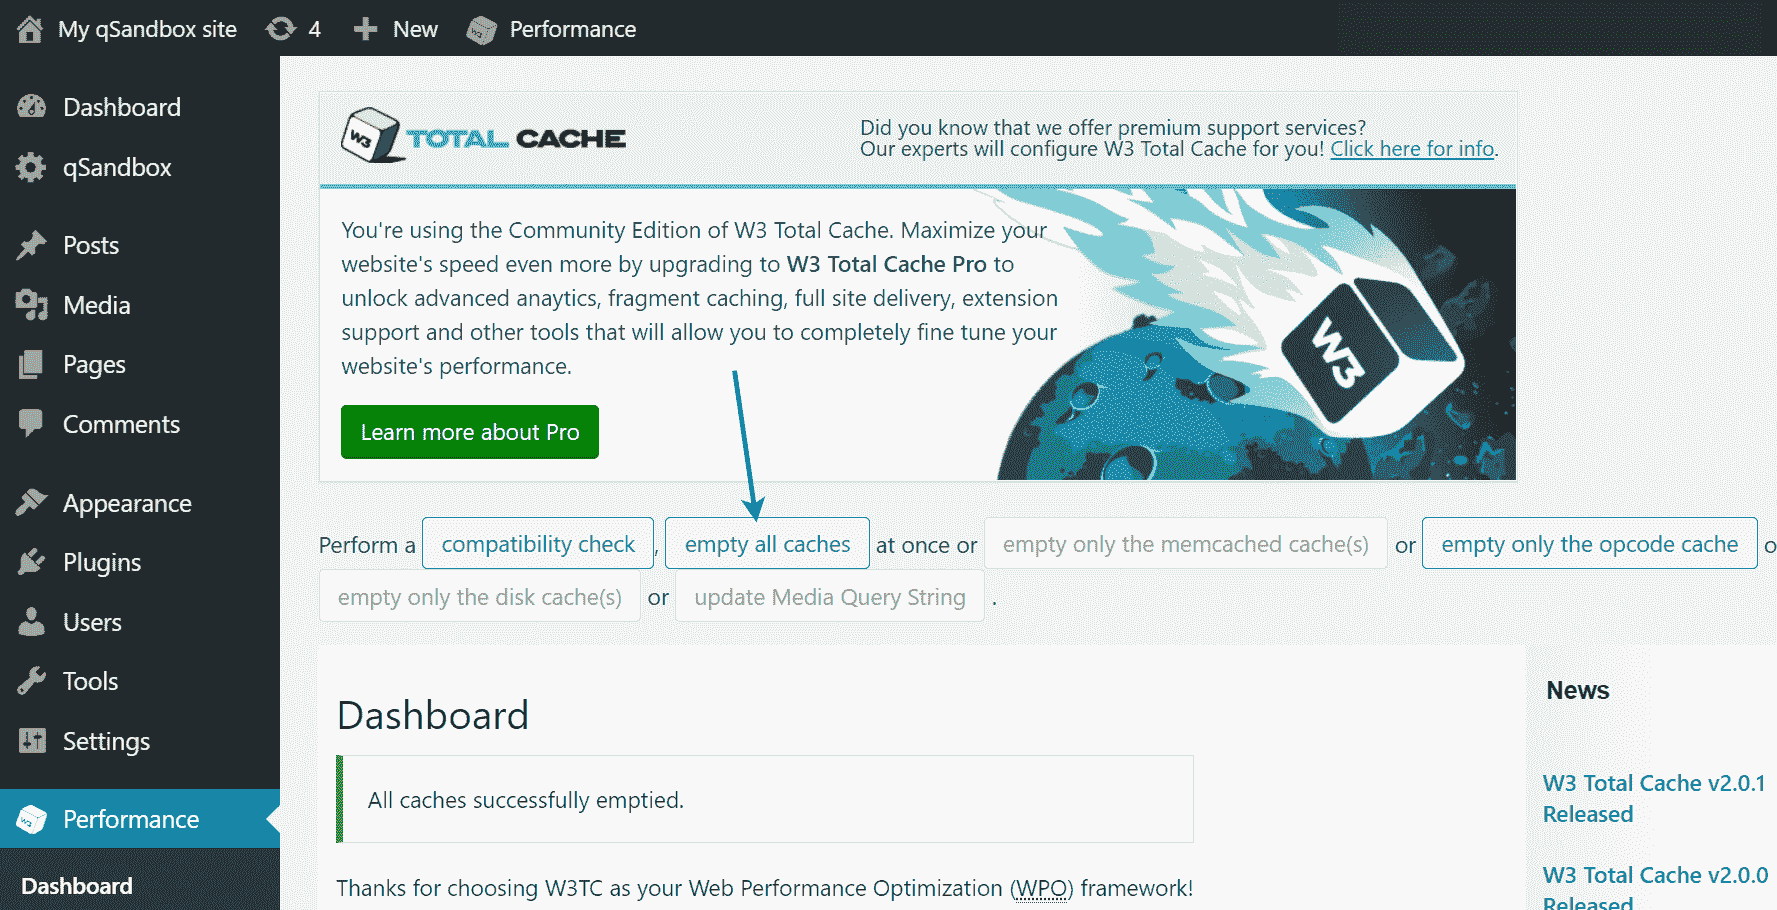 My qSandbox site 4 New Performance
Dashboard
qSandbox
Posts
Media
Pages
Comments
Appearance
Plugins
Users
Tools
Settings
Performance
Dashboard
W3 TOTAL CACHE
Did you know that we offer premium support services?
Our experts will configure W3 Total Cache for you! Click here for info.
You're using the Community Edition of W3 Total Cache. Maximize your
website's speed even more by upgrading to W3 Total Cache Pro to
unlock advanced anaytics, fragment caching, full site delivery, extension
support and other tools that will allow you to completely fine tune your
website's performance.
Learn more about Pro
W3
Perform a compatibility check , empty all caches at once or empty only the memcached cache(s) or empty only the opcode cache o
empty only the disk cache(s) or update Media Query String .
Dashboard
All caches successfully emptied.
Thanks for choosing W3TC as your Web Performance Optimization (WPO) framework!
News
W3 Total Cache v2.0.1
Released
W3 Total Cache v2.0.0
Released